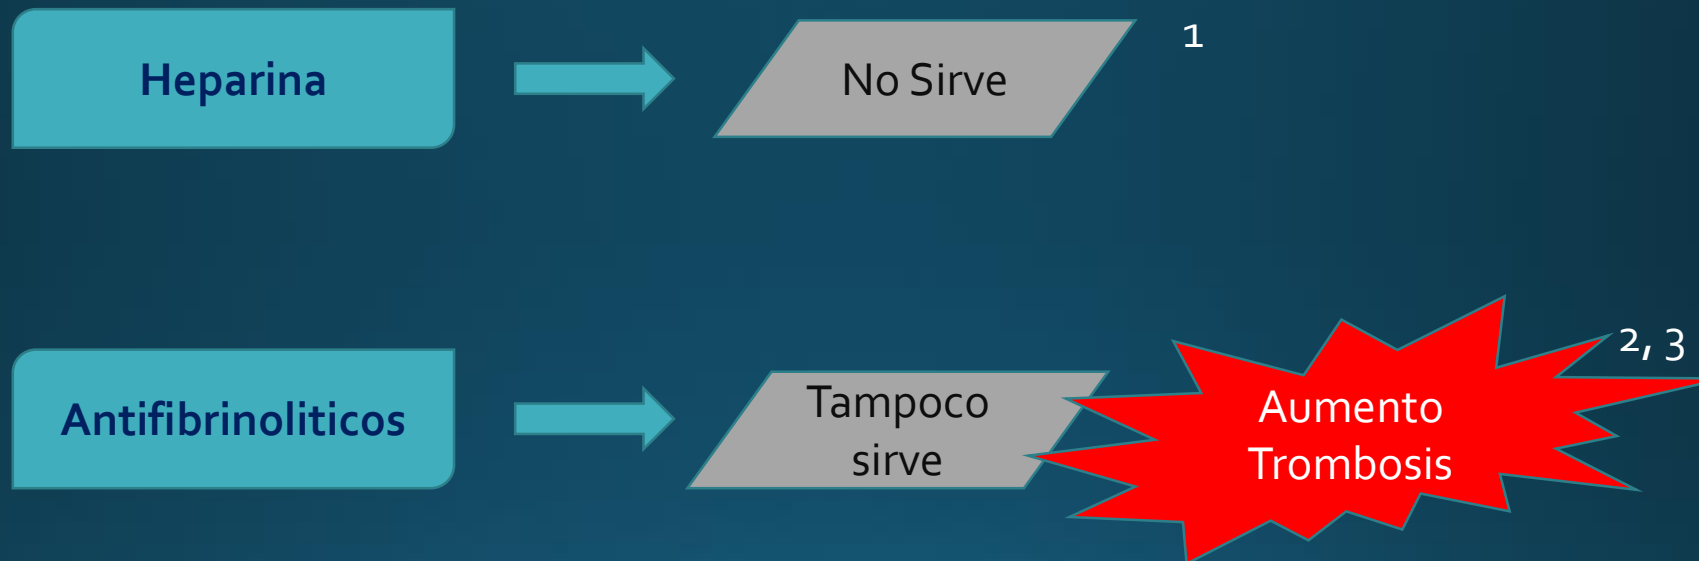 Heparina
No Sirve
1
Antifibrinoliticos
Tampoco
sirve
Aumento
Trombosis
2, 3